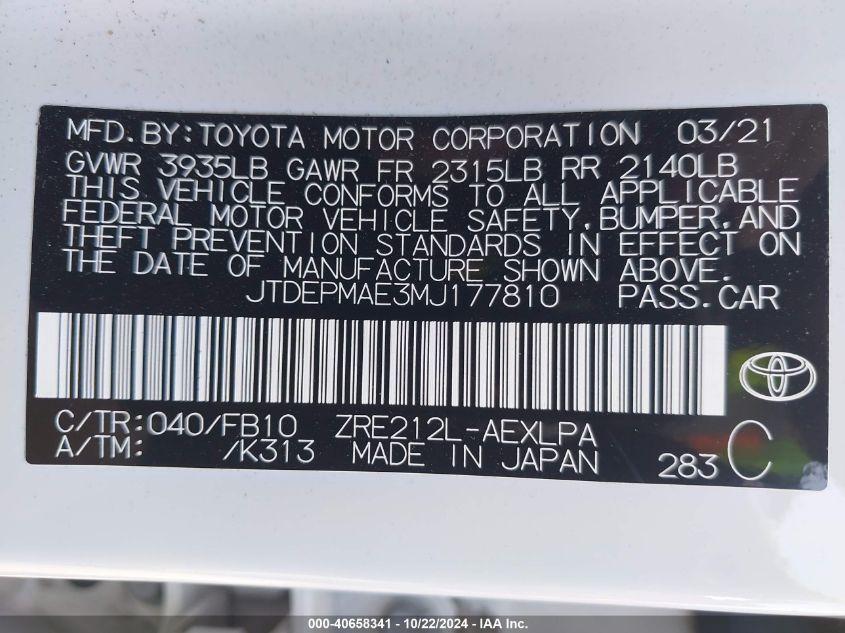 MFD.BY:TOYOTA MOTOR CORPORATION 03/21
GVWR 3935LB GAWR FR 2315LB RR 2140LB
THIS VEHICLE CONFORMS TO ALL APPLICABLE
FEDERAL MOTOR VEHICLE SAFETY,BUMPER,AND
THEFT PREVENTION STANDARDS IN EFFECT ON
THE DATE OF MANUFACTURE SHOWN ABOVE.
JTDEPMAE3MJ177810 PASS.CAR
C/TR:040/FB10 ZRE212L-AEXLPA
A/TM: /K313 MADE IN JAPAN 283 C
000-40658341 - 10/22/2024 - IAAI.com